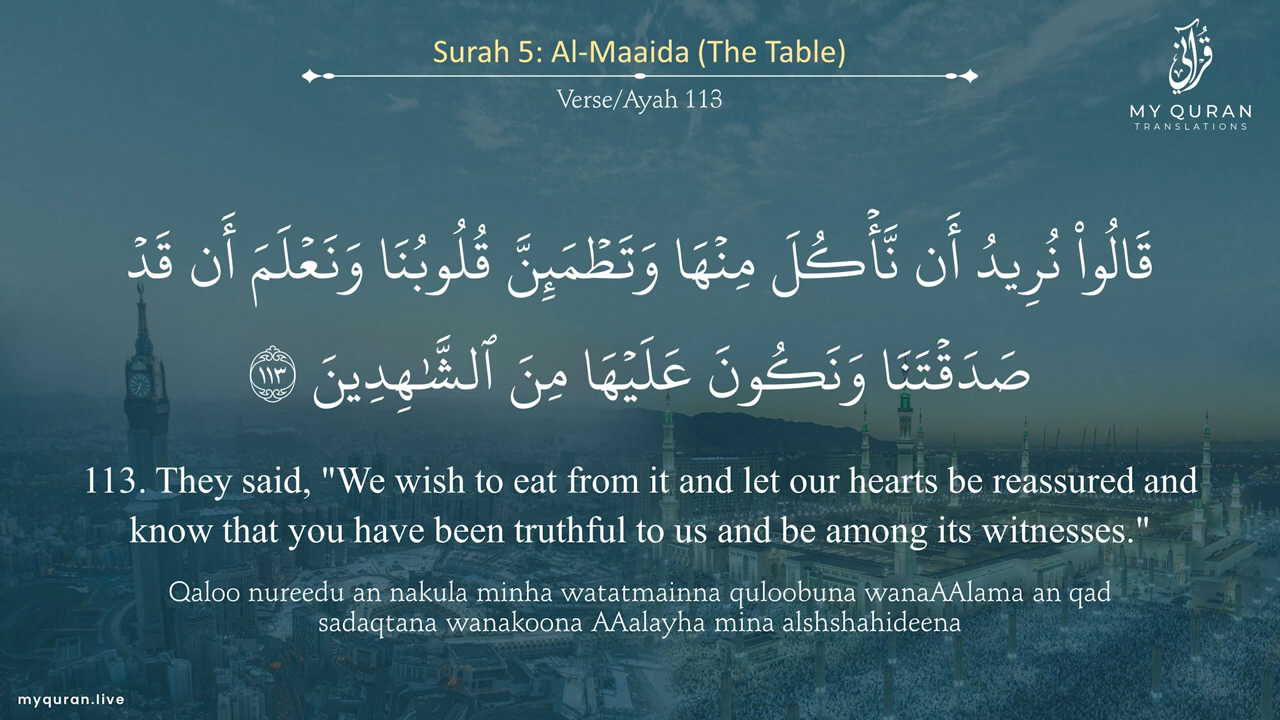 Surah 5: Al-Maaida (The Table)
Verse/Ayah 113
قرآني
MY QURAN
TRANSLATIONS
قَالُوا۟ نُرِيدُ أَن نَّأۡكُلَ مِنۡهَا وَتَطۡمَئِنَّ قُلُوبُنَا وَنَعۡلَمَ أَن قَدۡ
صَدَقۡتَنَا وَنَكُونَ عَلَيۡهَا مِنَ ٱلشَّـٰهِدِينَ ١١٣
113. They said, "We wish to eat from it and let our hearts be reassured and
know that you have been truthful to us and be among its witnesses."
Qaloo nureedu an nakula minha watatmainna quloobuna wanaAAlama an qad
sadaqtana wanakoona AAalayha mina alshshahideena
myquran.live